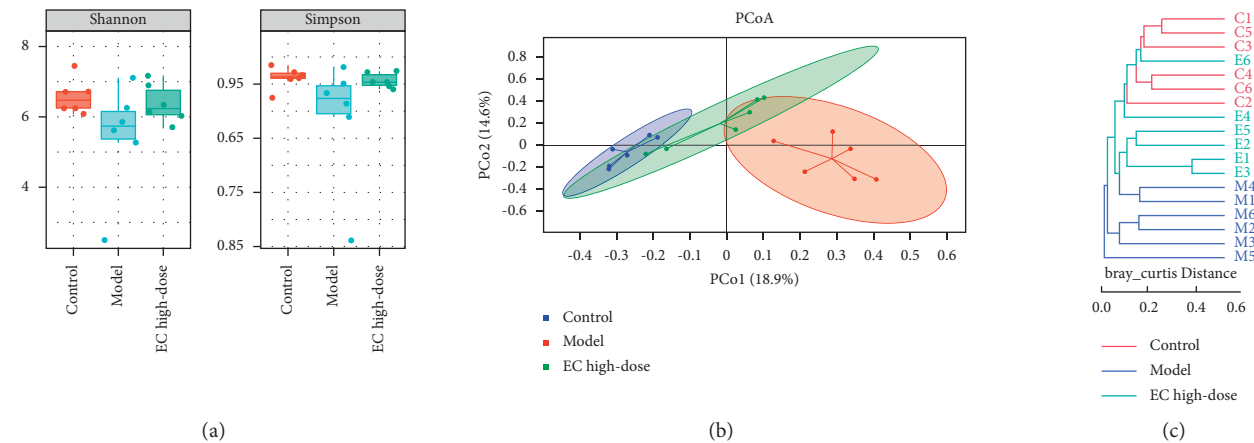 Shannon
8
6
4
Control
Model
EC high-dose
Simpson
0.95
0.65
0.75
0.85
Control
Model
EC high-dose
(a)
PCoA
PCo2 (14.6%)
0.8
0.6
0.4
0.2
0
-0.2
-0.4
-0.6
-0.4 -0.3 -0.2 -0.1 0.0 0.1 0.2 0.3 0.4 0.5 0.6
PCo1 (18.9%)
Control
Model
EC high-dose
(b)
C1
C5
C3
E6
C4
C6
C2
E4
E5
E2
E1
E3
M4
M1
M6
M2
M3
M5
bray_curtis Distance
0.0 0.2 0.4 0.6
Control
Model
EC high-dose
(c)